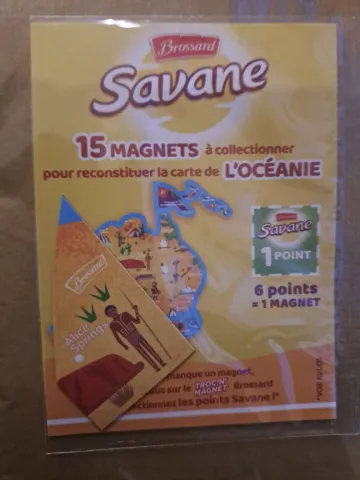 Brossard
Savane
15 MAGNETS à collectionner
pour reconstituer la carte de L'OCÉANIE
Savane
1 POINT
6 points
= 1 MAGNET
Brossard
Alice
Springs
manque un magnet,
sur le TROC'N' MAGNET Brossard
les points Savane !*